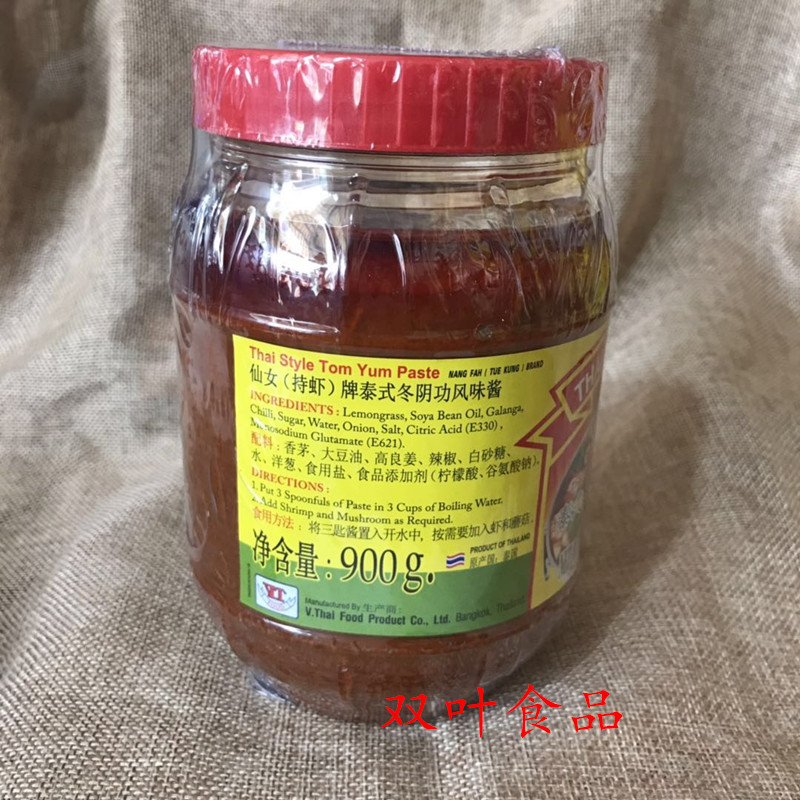 Thai Style Tom Yum Paste NANG FAH ( TUE KUNG ) BRAND
仙女（持虾）牌泰式冬阴功风味酱
INGREDIENTS : Lemongrass, Soya Bean Oil, Galanga,
Chilli, Sugar, Water, Onion, Salt, Citric Acid (E330),
Monosodium Glutamate (E621).
配料：香茅、大豆油、高良姜、辣椒、白砂糖、
水、洋葱、食用盐、食品添加剂（柠檬酸、谷氨酸钠）。
DIRECTIONS :
1. Put 3 Spoonfuls of Paste in 3 Cups of Boiling Water.
2. Add Shrimp and Mushroom as Required.
食用方法：将三匙酱置入开水中，按需要加入虾和蘑菇。
净含量：900 g.
PRODUCT OF THAILAND
原产国：泰国
VT
Manufactured By 生产商：
V.Thai Food Product Co., Ltd. Bangkok, Thailand
TH
双叶食品